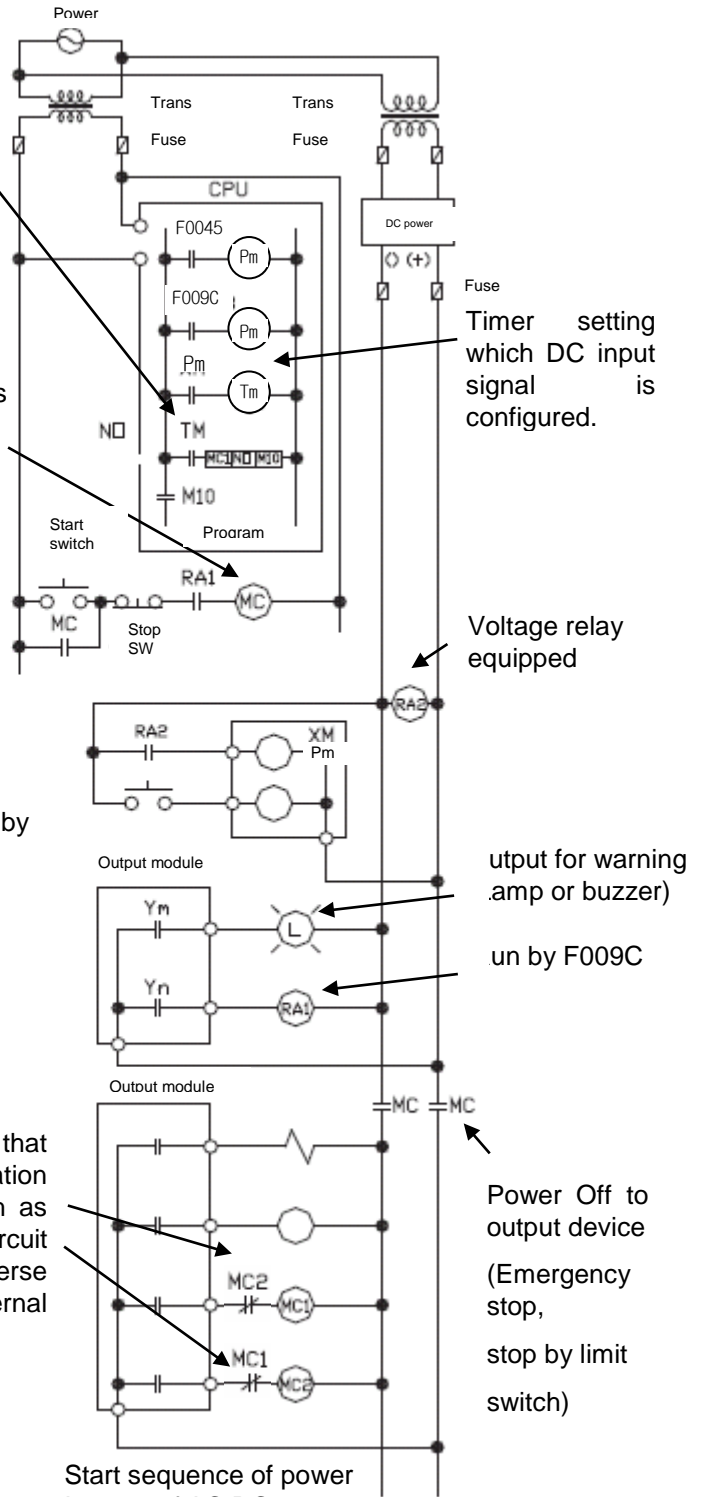 Power
Trans
Trans
Fuse
Fuse
CPU
DC power
F0045
Pm
() (+)
Fuse
F009C
Pm
Timer setting
which DC input
signal is
configured.
Pm
Tm
s
NO
TM
MC1 NO M10
M10
Program
Start
switch
RA1
MC
MC
Stop
SW
Voltage relay
equipped
RA2
RA2
XM
Pm
by
Output module
utput for warning
amp or buzzer)
Ym
L
un by F009C
Yn
RA1
Output module
MC
MC
that
ation
n as
rcuit
erse
ernal
Power Off to
output device
(Emergency
stop,
stop by limit
switch)
MC2
MC1
MC1
MC2
Start sequence of power